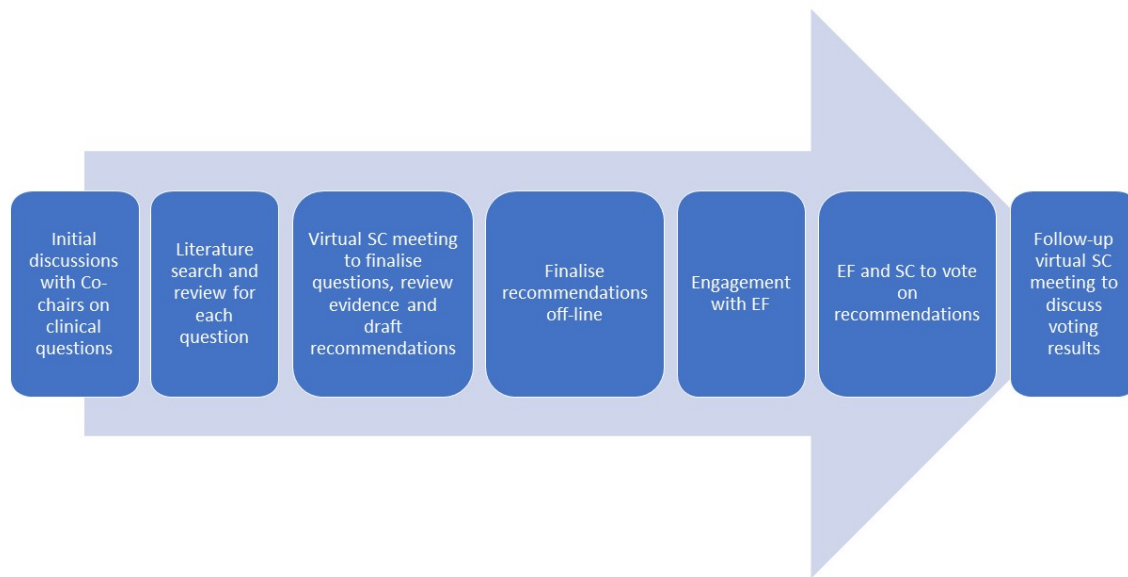 Initial
discussions
with Co-
chairs on
clinical
questions
Literature
search and
review for
each
question
Virtual SC meeting
to finalise
questions, review
evidence and
draft
recommendations
Finalise
recommendations
off-line
Engagement
with EF
EF and SC to vote
on
recommendations
Follow-up
virtual SC
meeting to
discuss
voting
results